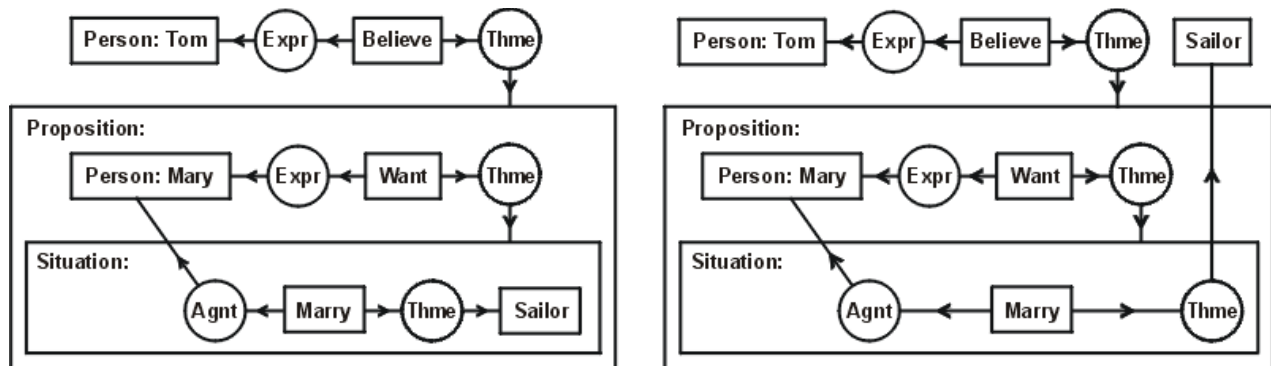 Person: Tom Expr Believe Thme
Proposition:
Person: Mary Expr Want Thme
Situation:
Agnt Marry Thme Sailor
Person: Tom Expr Believe Thme Sailor
Proposition:
Person: Mary Expr Want Thme
Situation:
Agnt Marry Thme